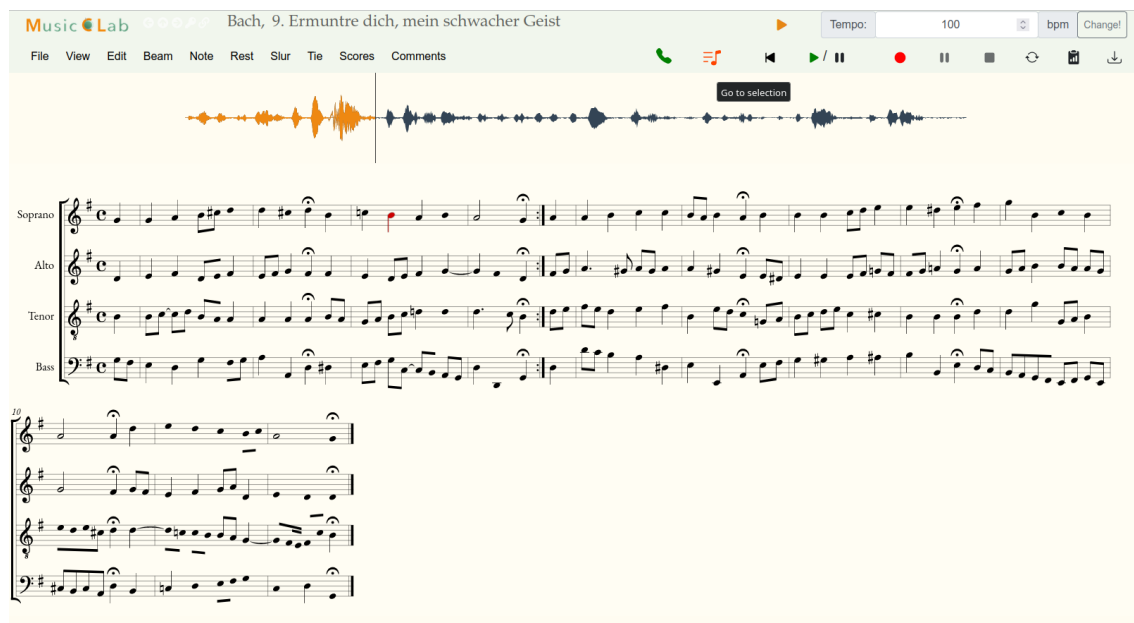 Music Lab
Bach, 9. Ermuntre dich, mein schwacher Geist
Tempo: 100 bpm Change!
File View Edit Beam Note Rest Slur Tie Scores Comments
/
Go to selection
Soprano
Alto
Tenor
Bass
10